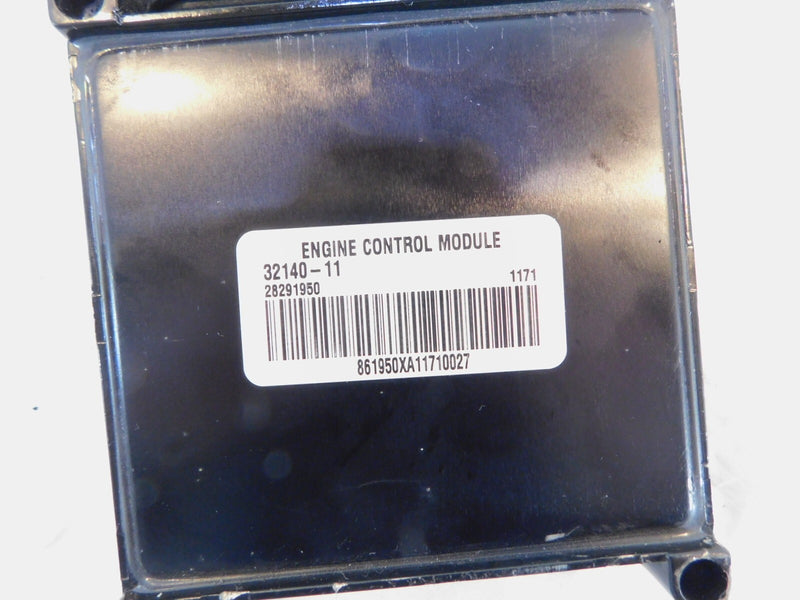 ENGINE CONTROL MODULE
32140-11
28291950 1171
861950XA11710027